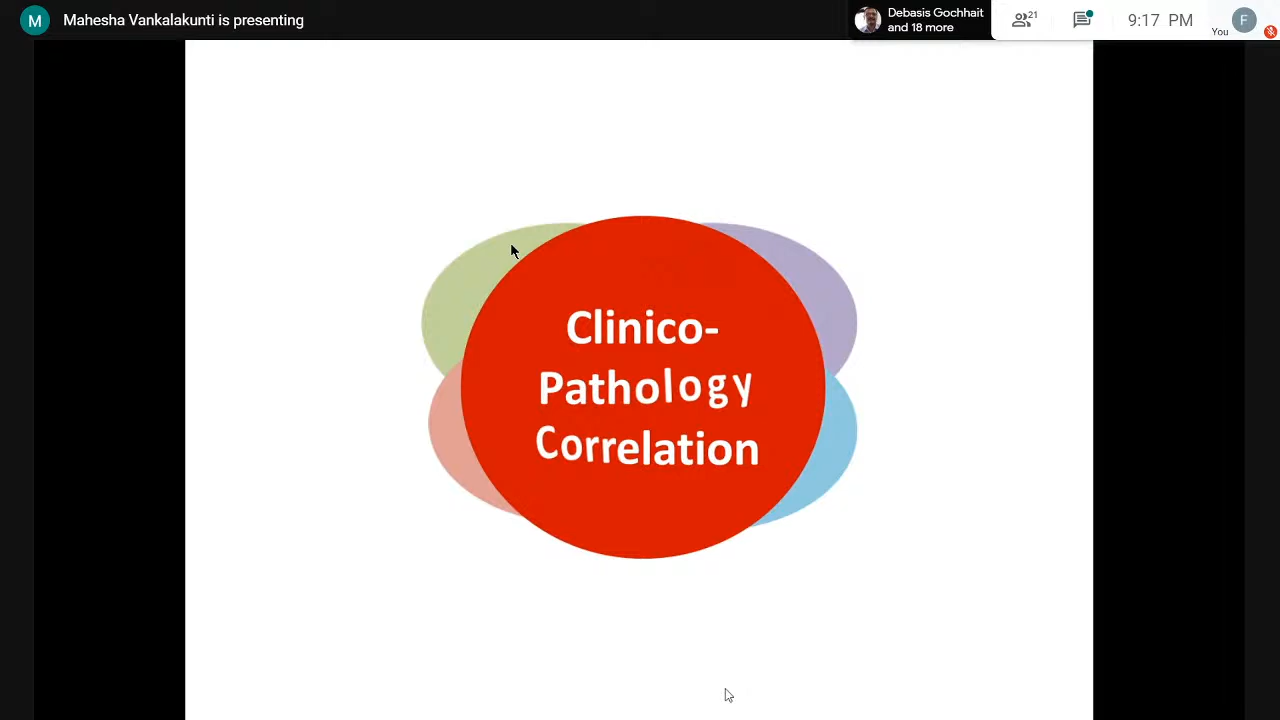 M Mahesha Vankalakunti is presenting
Debasis Gochhait
and 18 more
21
9:17 PM
You
F
Clinico-
Pathology
Correlation